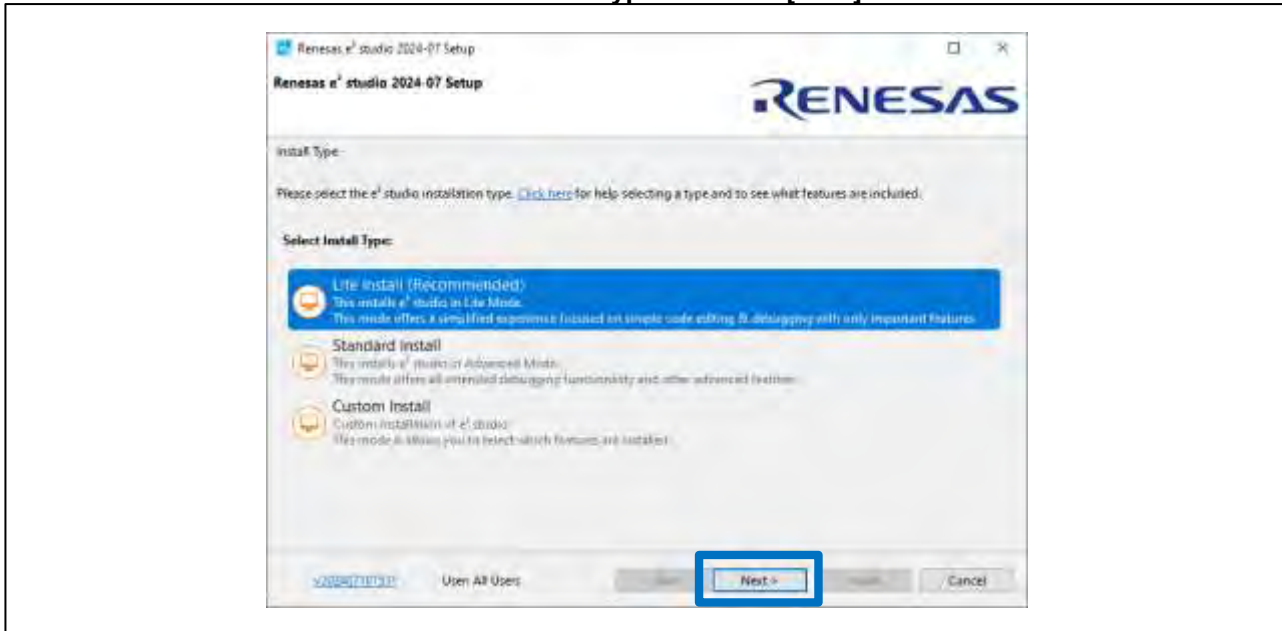 Renesas e² studio 2024-07 Setup
Renesas e² studio 2024-07 Setup
RENESAS
Install Type
Please select the e² studio installation type. Click here for help selecting a type and to see what features are included.
Select Install Type:
Lite Install (Recommended)
This installs e² studio in Lite Mode.
This mode offers a simplified experience focused on simple code editing & debugging with only important features.
Standard Install
This installs e² studio in Advanced Mode.
This mode offers all extended debugging functionality and other advanced features.
Custom Install
Custom installation of e² studio
This mode is allows you to select which features are installed.
User: All Users
Next >
Cancel